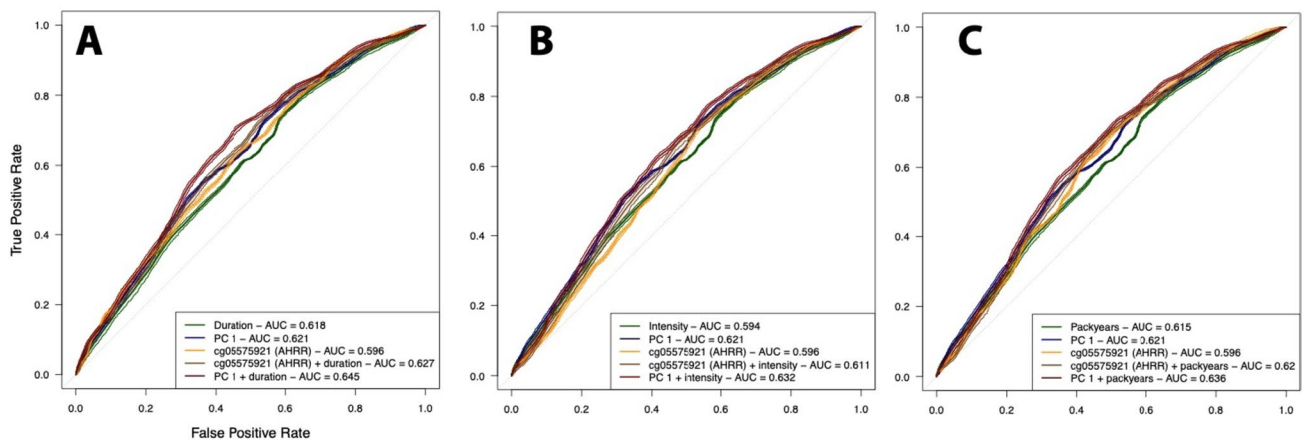 A
True Positive Rate
1.0
0.8
0.6
0.4
0.2
0.0
Duration – AUC = 0.618
PC 1 – AUC = 0.621
cg05575921 (AHRR) – AUC = 0.596
cg05575921 (AHRR) + duration – AUC = 0.627
PC 1 + duration – AUC = 0.645
0.0 0.2 0.4 0.6 0.8 1.0
False Positive Rate
B
1.0
0.8
0.6
0.4
0.2
0.0
Intensity – AUC = 0.594
PC 1 – AUC = 0.621
cg05575921 (AHRR) – AUC = 0.596
cg05575921 (AHRR) + intensity – AUC = 0.611
PC 1 + intensity – AUC = 0.632
0.0 0.2 0.4 0.6 0.8 1.0
C
1.0
0.8
0.6
0.4
0.2
0.0
Packyears – AUC = 0.615
PC 1 – AUC = 0.621
cg05575921 (AHRR) – AUC = 0.596
cg05575921 (AHRR) + packyears – AUC = 0.62
PC 1 + packyears – AUC = 0.636
0.0 0.2 0.4 0.6 0.8 1.0